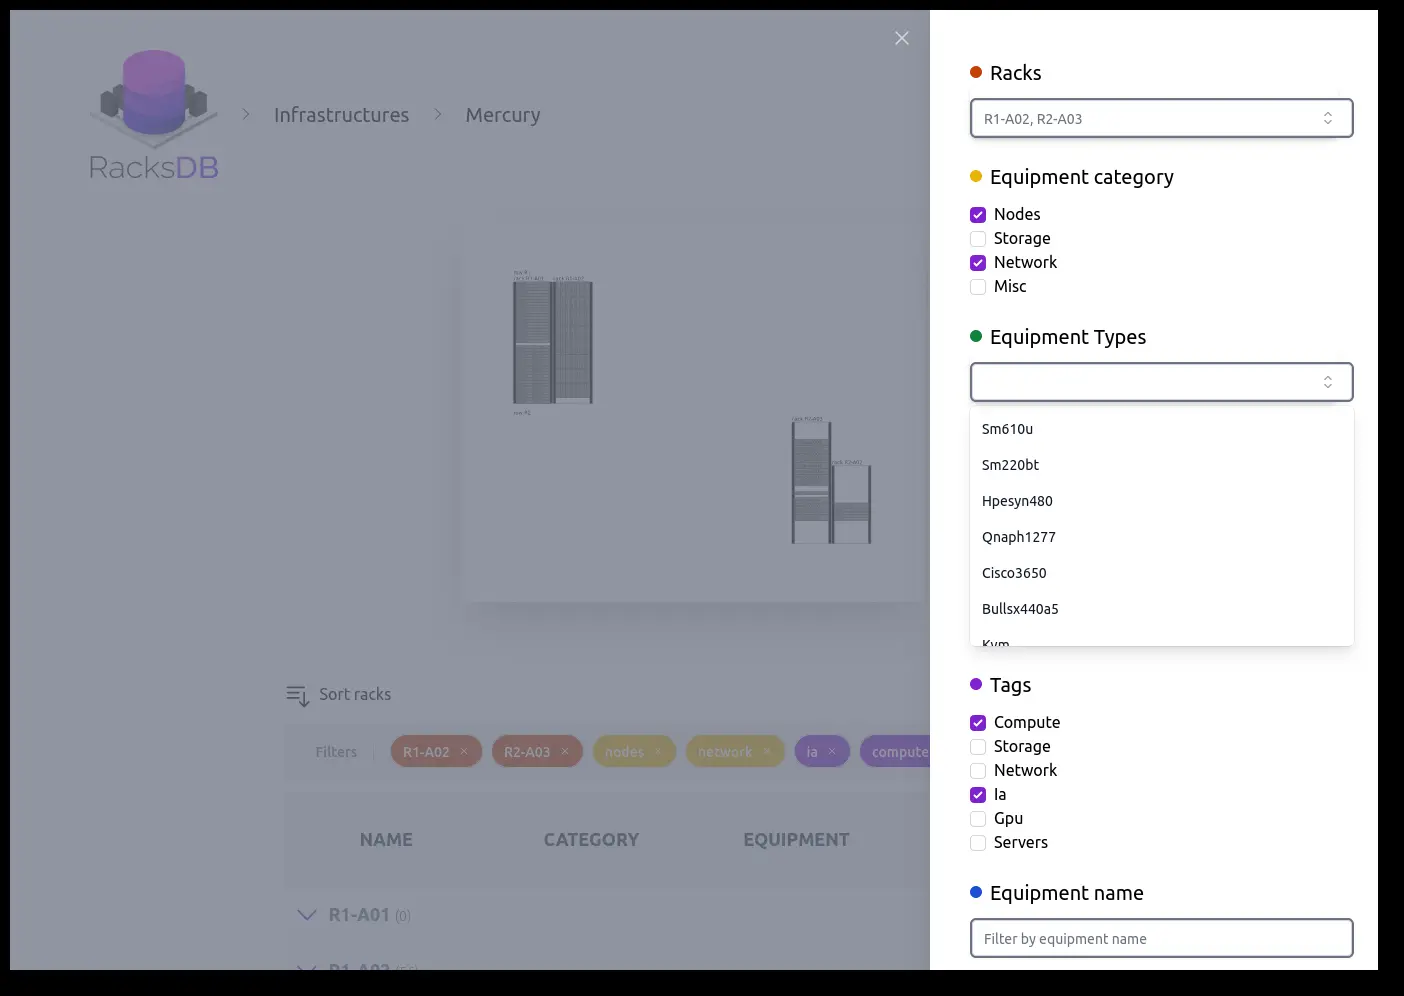 RacksDB
Infrastructures
Mercury
Sort racks
Filters
R1-A02 ×
R2-A03 ×
nodes ×
network ×
ia ×
compute
NAME
CATEGORY
EQUIPMENT
R1-A01 (0)
Racks
R1-A02, R2-A03
Equipment category
Nodes
Storage
Network
Misc
Equipment Types
Sm610u
Sm220bt
Hpesyn480
Qnaph1277
Cisco3650
Bullsx440a5
Kvm
Tags
Compute
Storage
Network
Ia
Gpu
Servers
Equipment name
Filter by equipment name